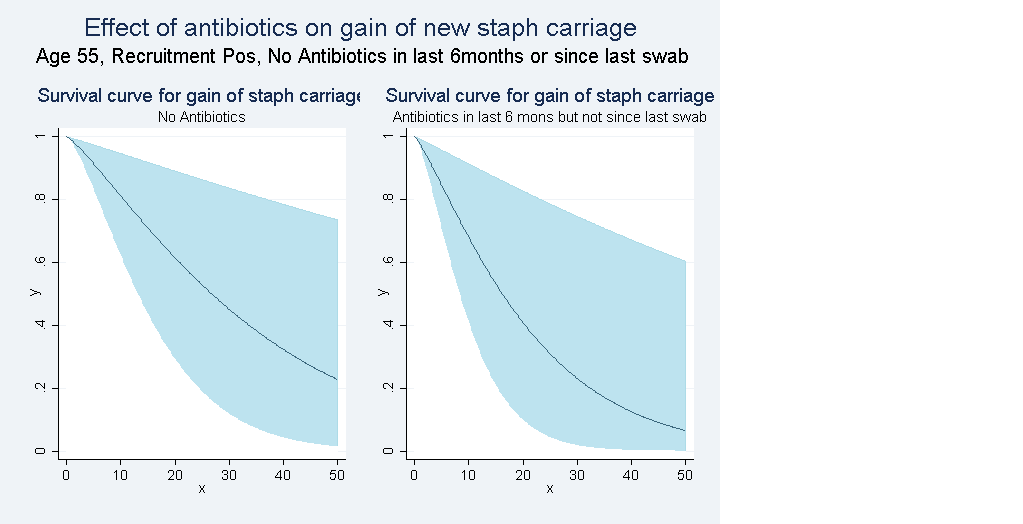 Effect of antibiotics on gain of new staph carriage
Age 55, Recruitment Pos, No Antibiotics in last 6months or since last swab
Survival curve for gain of staph carriage
No Antibiotics
1
.8
.6
.4
.2
0
y
0 10 20 30 40 50
x
Survival curve for gain of staph carriage
Antibiotics in last 6 mons but not since last swab
1
.8
.6
.4
.2
0
y
0 10 20 30 40 50
x